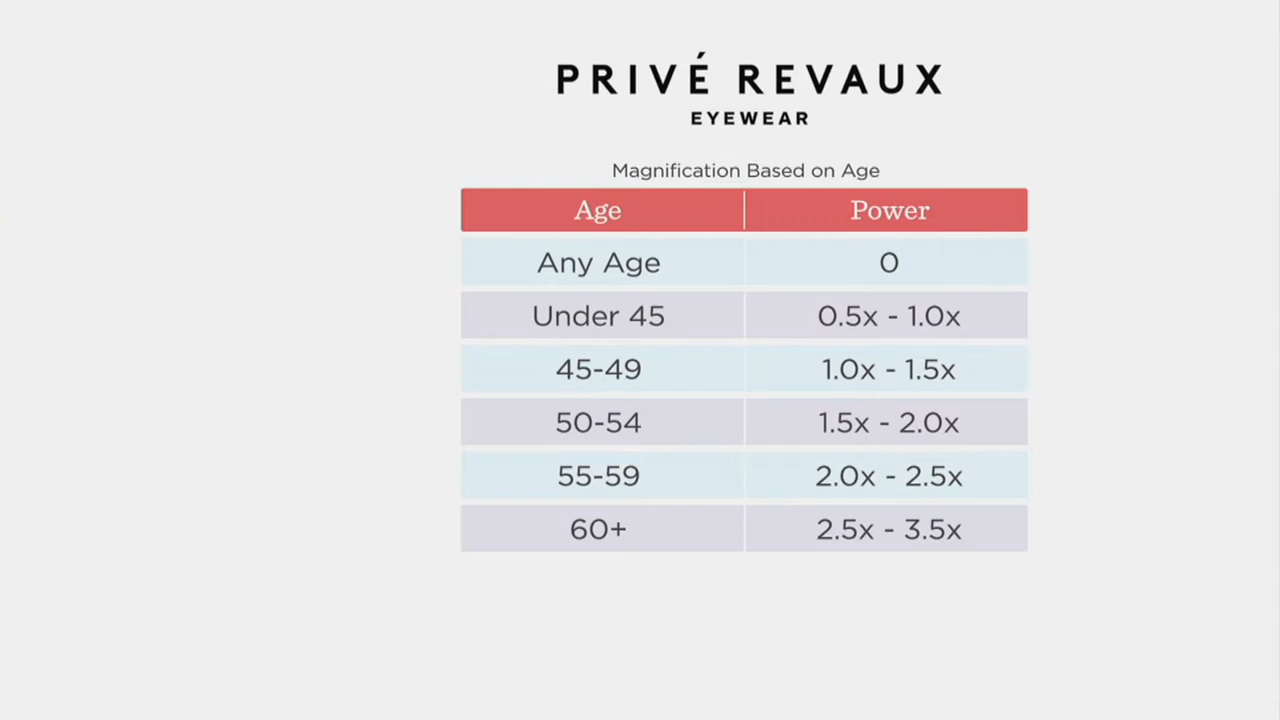 PRIVÉ REVAUX
EYEWEAR
Magnification Based on Age
Age Power
Any Age 0
Under 45 0.5x - 1.0x
45-49 1.0x - 1.5x
50-54 1.5x - 2.0x
55-59 2.0x - 2.5x
60+ 2.5x - 3.5x